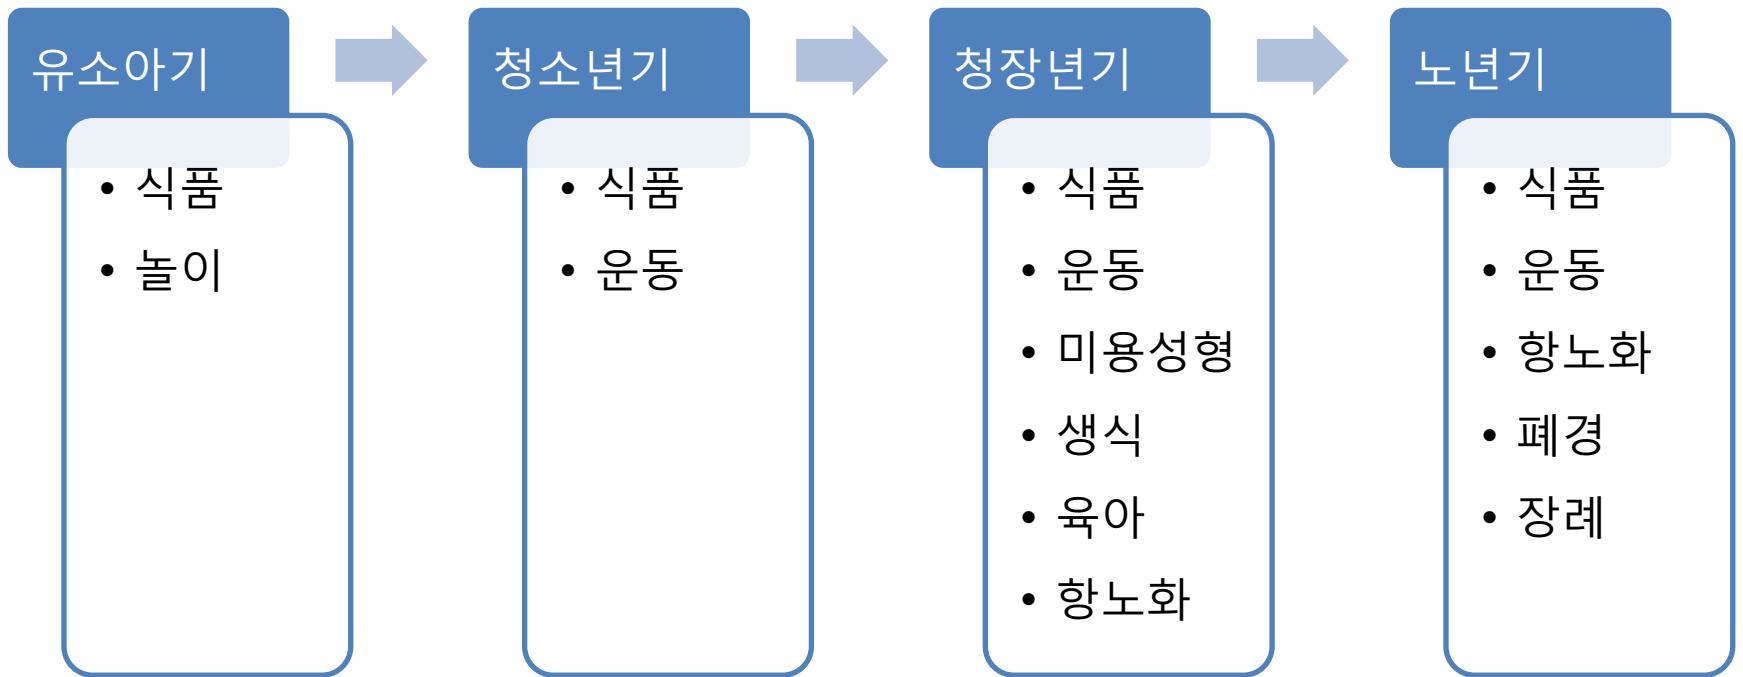 유소아기
• 식품
• 놀이
청소년기
• 식품
• 운동
청장년기
• 식품
• 운동
• 미용성형
• 생식
• 육아
• 항노화
노년기
• 식품
• 운동
• 항노화
• 폐경
• 장례